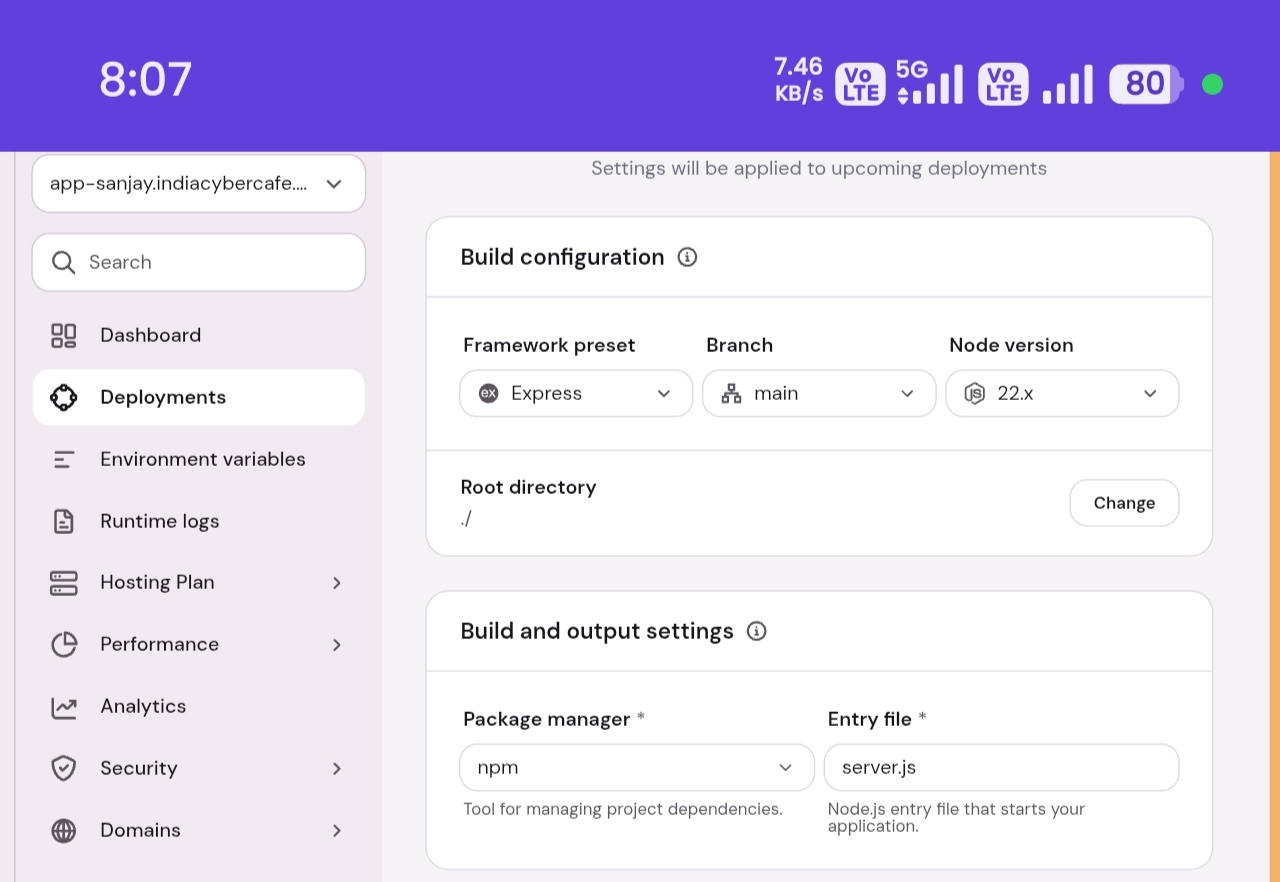 8:07
7.46
KB/s
Vo
LTE
5G
Vo
LTE
80
app-sanjay.indiacybercafe....
Search
Dashboard
Deployments
Environment variables
Runtime logs
Hosting Plan
Performance
Analytics
Security
Domains
Settings will be applied to upcoming deployments
Build configuration
Framework preset
Branch
Node version
ex Express
main
JS 22.x
Root directory
./
Change
Build and output settings
Package manager *
Entry file *
npm
server.js
Tool for managing project dependencies.
Node.js entry file that starts your
application.